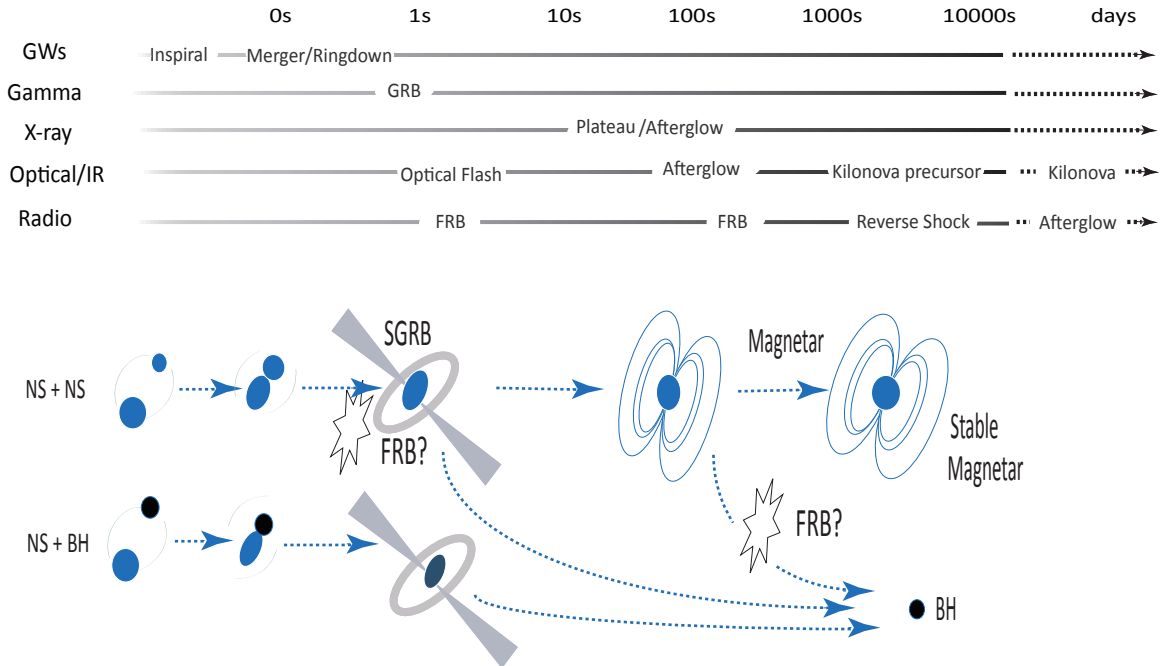 0s 1s 10s 100s 1000s 10000s days
GWs Inspiral Merger/Ringdown
Gamma GRB
X-ray Plateau/Afterglow
Optical/IR Optical Flash Afterglow Kilonova precursor Kilonova
Radio FRB FRB Reverse Shock Afterglow
SGRB
Magnetar
NS + NS
Stable
Magnetar
FRB?
FRB?
NS + BH
BH